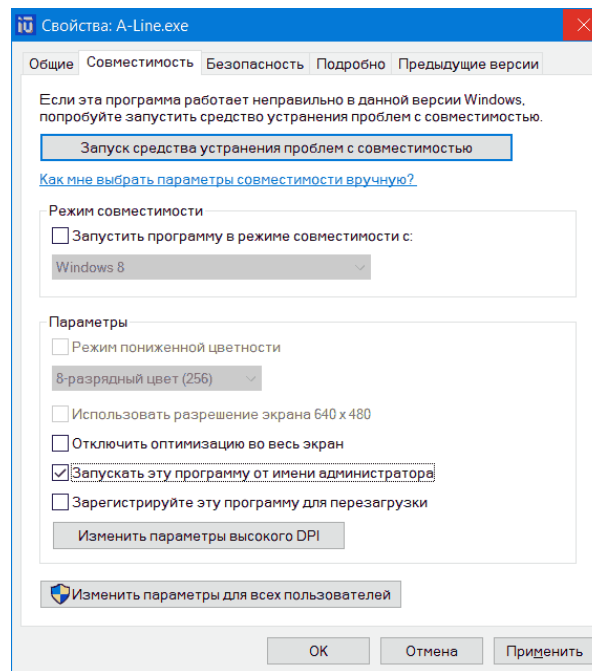 Свойства: A-Line.exe
Общие Совместимость Безопасность Подробно Предыдущие версии
Если эта программа работает неправильно в данной версии Windows,
попробуйте запустить средство устранения проблем с совместимостью.
Запуск средства устранения проблем с совместимостью
Как мне выбрать параметры совместимости вручную?
Режим совместимости
Запустить программу в режиме совместимости с:
Windows 8
Параметры
Режим пониженной цветности
8-разрядный цвет (256)
Использовать разрешение экрана 640 x 480
Отключить оптимизацию во весь экран
Запускать эту программу от имени администратора
Зарегистрируйте эту программу для перезагрузки
Изменить параметры высокого DPI
Изменить параметры для всех пользователей
OK Отмена Применить